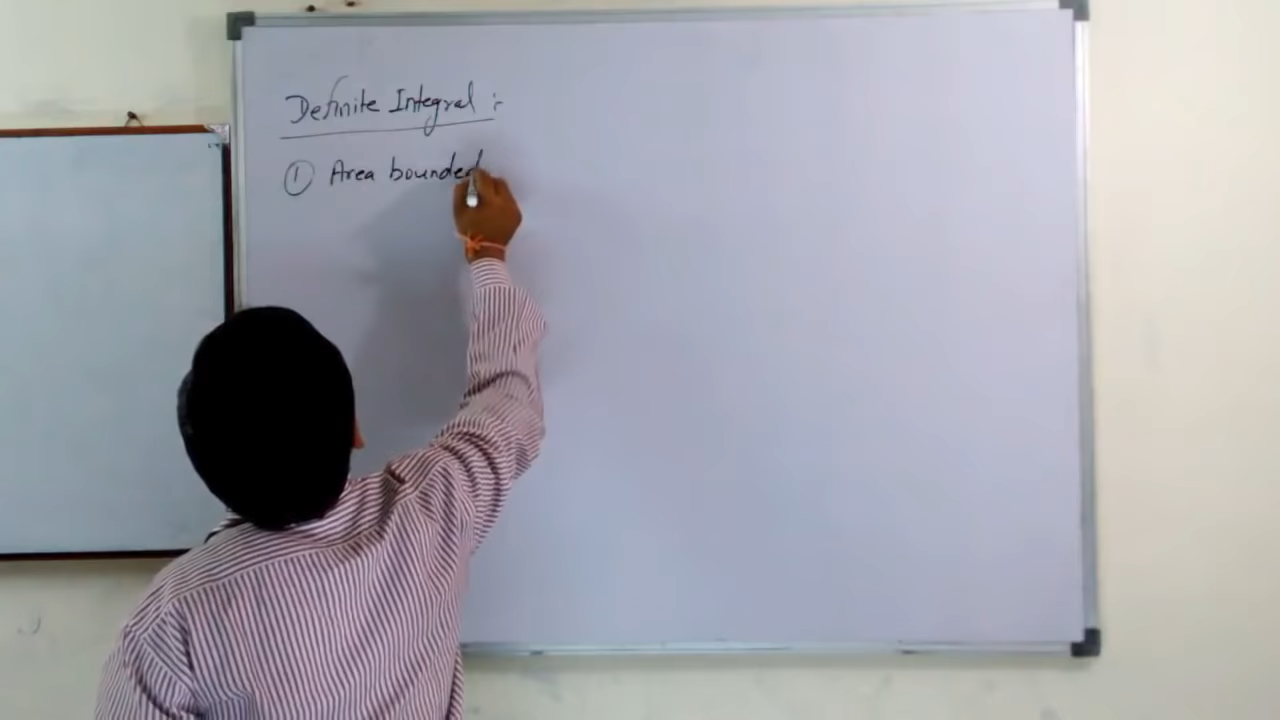 Definite Integral :-
① Area bounded